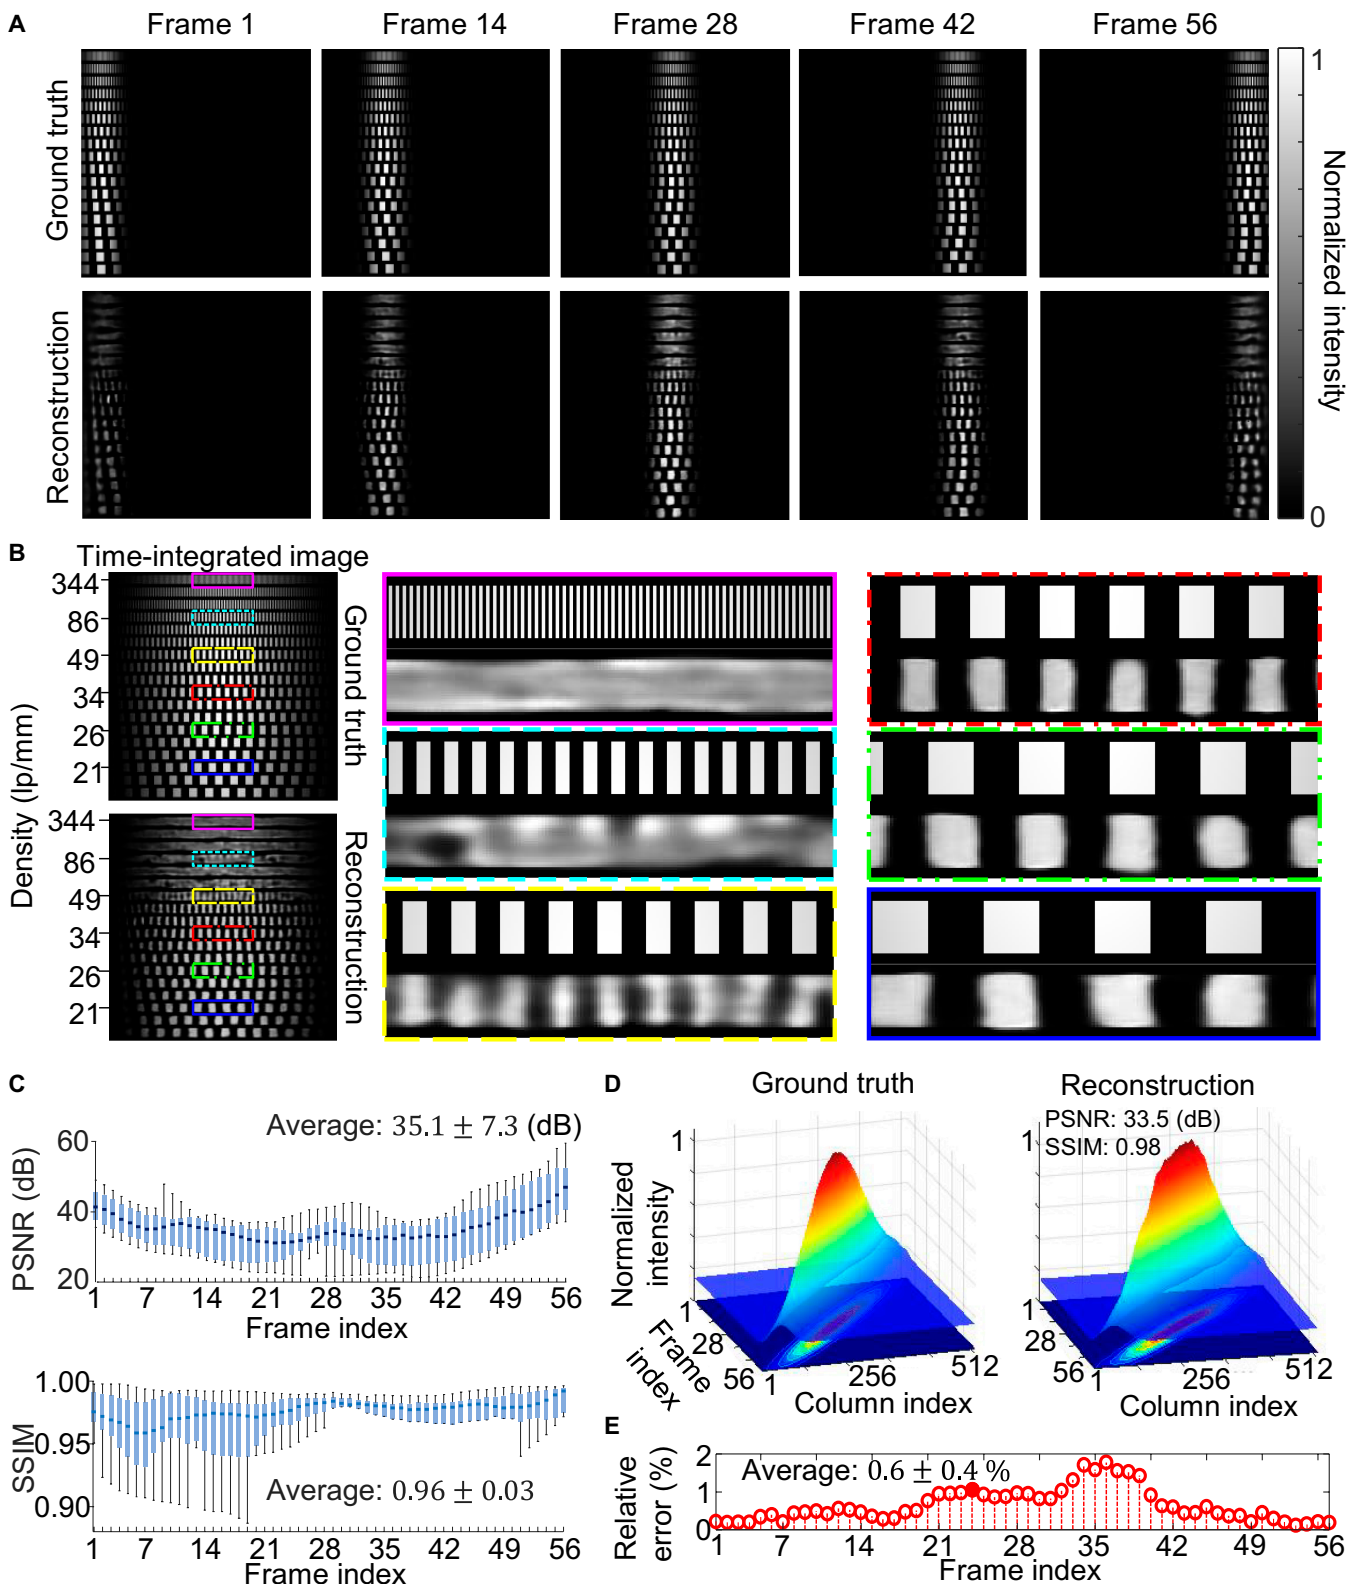 A
Frame 1
Frame 14
Frame 28
Frame 42
Frame 56
Ground truth
Reconstruction
1
0
Normalized intensity
B
Time-integrated image
Density (lp/mm)
344
86
49
34
26
21
344
86
49
34
26
21
Ground truth
Reconstruction
C
Average: 35.1 ± 7.3 (dB)
PSNR (dB)
60
40
20
1 7 14 21 28 35 42 49 56
Frame index
SSIM
1.00
0.95
0.90
Average: 0.96 ± 0.03
1 7 14 21 28 35 42 49 56
Frame index
D
Ground truth
Normalized
intensity
1
1
28
56
Frame
index
1 256 512
Column index
Reconstruction
PSNR: 33.5 (dB)
SSIM: 0.98
1
1
28
56
1 256 512
Column index
E
Relative
error (%)
2
1
0
Average: 0.6 ± 0.4 %
1 7 14 21 28 35 42 49 56
Frame index